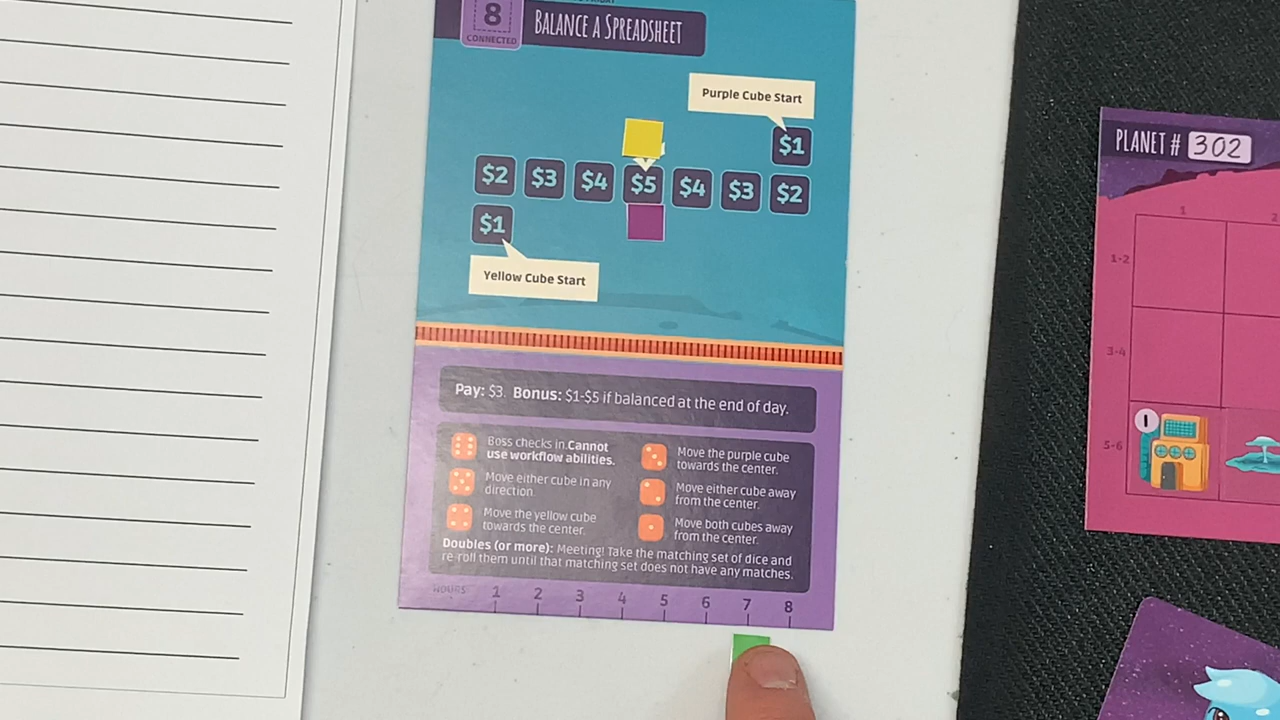 8
CONNECTED
BALANCE A SPREADSHEET
Purple Cube Start
$1
$2 $3 $4 $5 $4 $3 $2
$1
Yellow Cube Start
Pay: $3. Bonus: $1-$5 if balanced at the end of day.
Boss checks in. Cannot
use workflow abilities.
Move either cube in any
direction.
Move the yellow cube
towards the center.
Move the purple cube
towards the center.
Move either cube away
from the center.
Move both cubes away
from the center.
Doubles (or more): Meeting! Take the matching set of dice and
re-roll them until that matching set does not have any matches.
HOURS 1 2 3 4 5 6 7 8
PLANET # 302
1 2
1-2
3-4
5-6
1